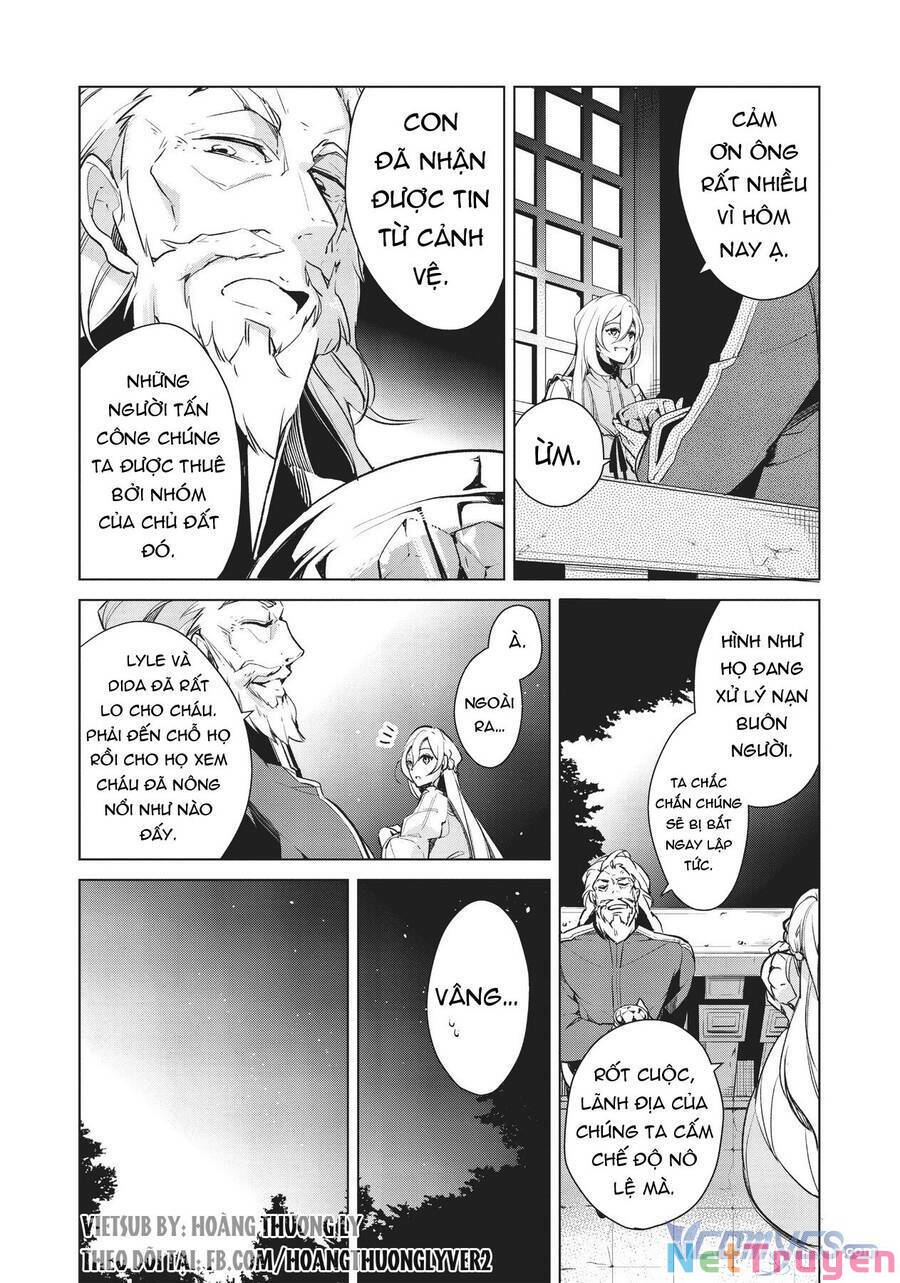 CẢM
ƠN ÔNG
RẤT NHIỀU
VÌ HÔM
NAY Ạ.
ỪM.
CON
ĐÃ NHẬN
ĐƯỢC TIN
TỪ CẢNH
VỆ.
NHỮNG
NGƯỜI TẤN
CÔNG CHÚNG
TA ĐƯỢC THUÊ
BỞI NHÓM
CỦA CHỦ ĐẤT
ĐÓ.
HÌNH NHƯ
HỌ ĐANG
XỬ LÝ NẠN
BUÔN
NGƯỜI.
TA CHẮC
CHẮN CHÚNG
SẼ BỊ BẮT
NGAY LẬP
TỨC.
RỐT CUỘC,
LÃNH ĐỊA CỦA
CHÚNG TA CẤM
CHẾ ĐỘ NÔ
LỆ MÀ.
À.
NGOÀI
RA...
LYLE VÀ
DIDA ĐÃ RẤT
LO CHO CHÁU.
PHẢI ĐẾN CHỖ HỌ
RỒI CHO HỌ XEM
CHÁU ĐÃ NÔNG
NỔI NHƯ NÀO
ĐẤY.
VÂNG...
VIETSUB BY: HOÀNG THƯỢNG LY
THEO DÕI TẠI: FB.COM/HOANGTHUONGLYVER2
NetTruyen